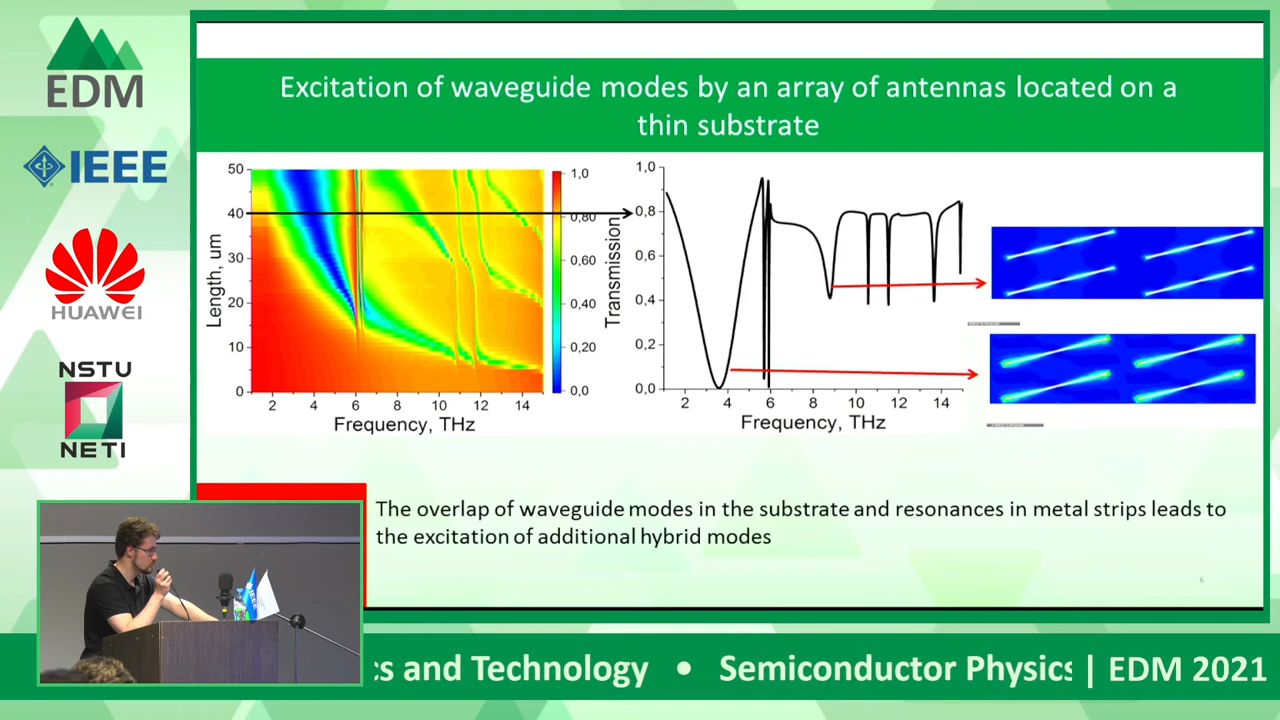 EDM
IEEE
HUAWEI
NSTU
NETI
Excitation of waveguide modes by an array of antennas located on a
thin substrate
50
40
30
20
10
0
Length, um
2 4 6 8 10 12 14
Frequency, THz
1,0
0,80
0,60
0,40
0,20
0,0
1,0
0,8
0,6
0,4
0,2
0,0
Transmission
2 4 6 8 10 12 14
Frequency, THz
The overlap of waveguide modes in the substrate and resonances in metal strips leads to
the excitation of additional hybrid modes
6
IEEE
cs and Technology • Semiconductor Physics | EDM 2021